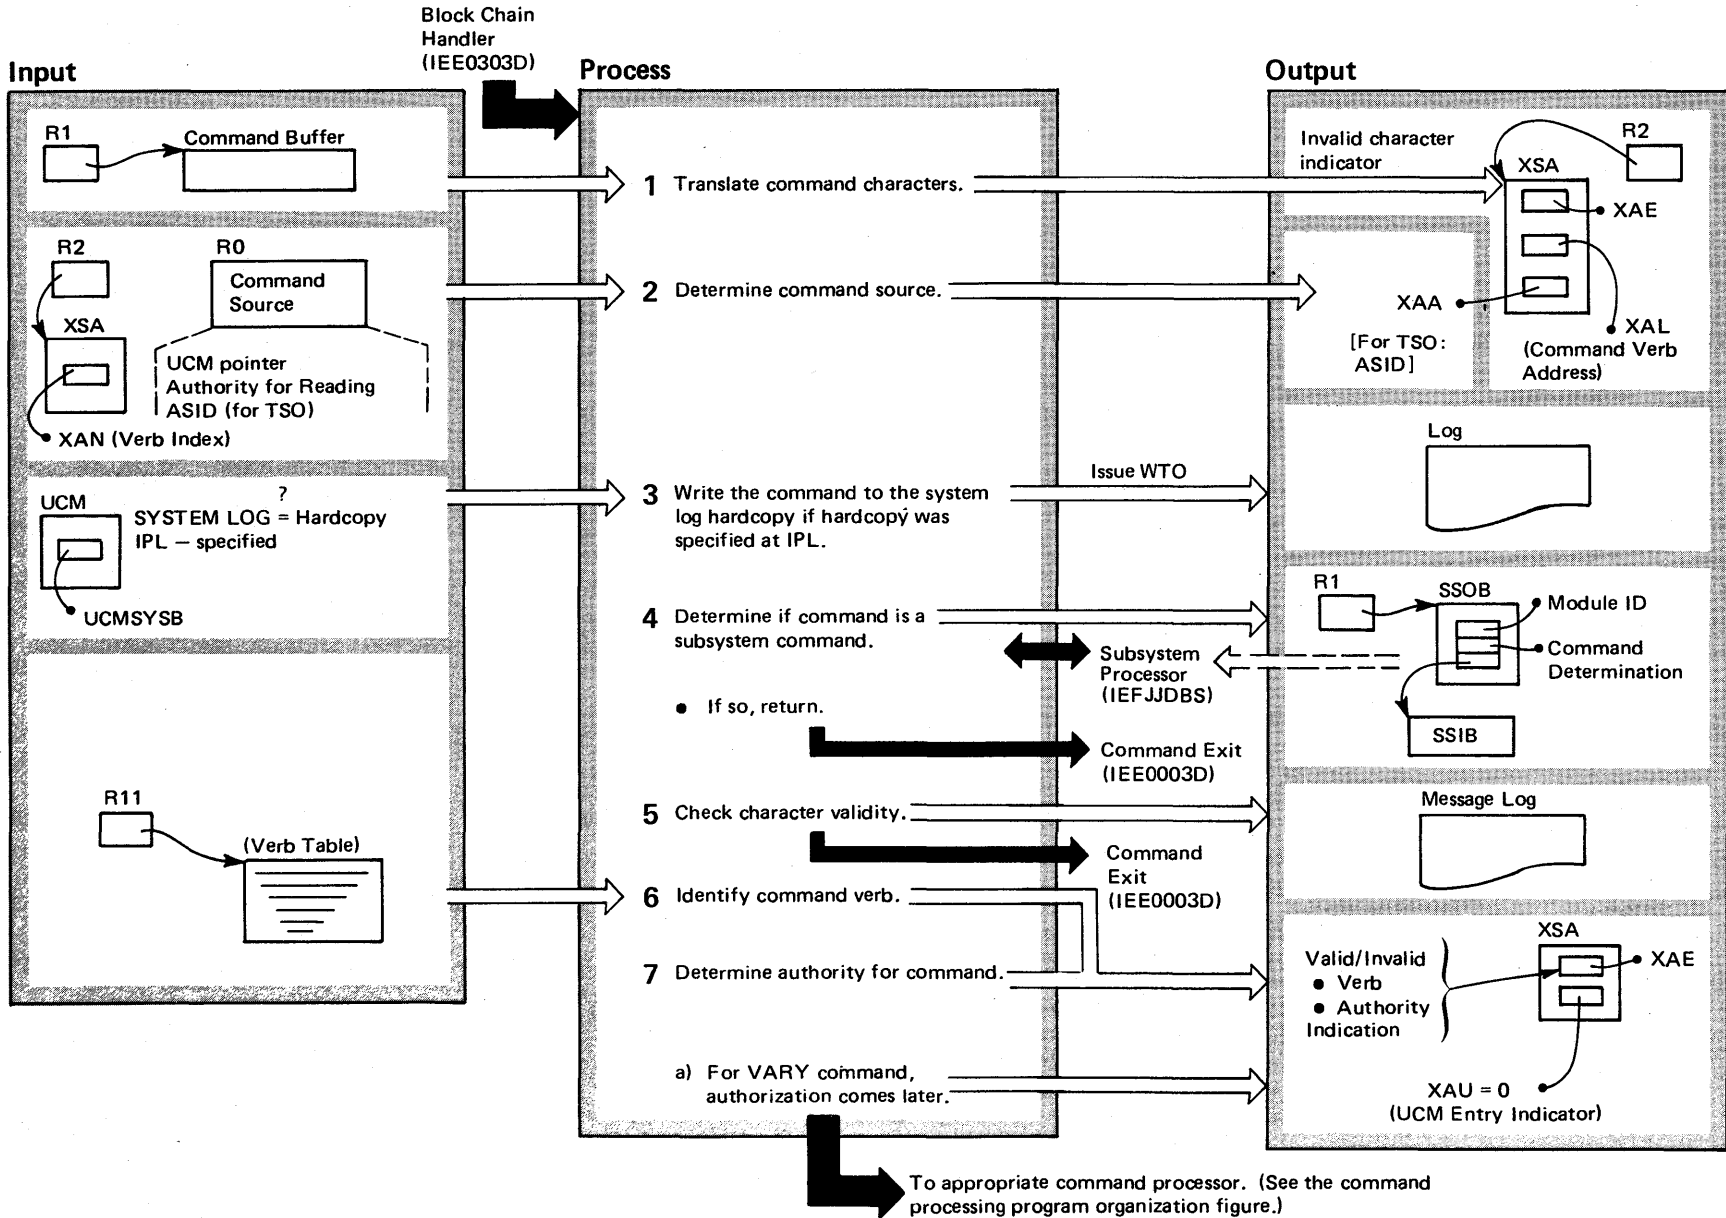 Block Chain
Handler
(IEE0303D)
Input
Process
Output
R1
Command Buffer
1 Translate command characters.
Invalid character
indicator
R2
XSA
XAE
R2
R0
Command
Source
XSA
UCM pointer
Authority for Reading
ASID (for TSO)
XAN (Verb Index)
2 Determine command source.
XAA
[For TSO:
ASID]
XAL
(Command Verb
Address)
UCM
?
SYSTEM LOG = Hardcopy
IPL – specified
UCMSYSB
3 Write the command to the system
log hardcopy if hardcopy was
specified at IPL.
Issue WTO
Log
4 Determine if command is a
subsystem command.
Subsystem
Processor
(IEFJJDBS)
R1
SSOB
Module ID
Command
Determination
SSIB
● If so, return.
Command Exit
(IEE0003D)
R11
(Verb Table)
5 Check character validity.
Command
Exit
(IEE0003D)
Message Log
6 Identify command verb.
7 Determine authority for command.
Valid/Invalid
● Verb
● Authority
Indication
XSA
XAE
a) For VARY command,
authorization comes later.
XAU = 0
(UCM Entry Indicator)
To appropriate command processor. (See the command
processing program organization figure.)